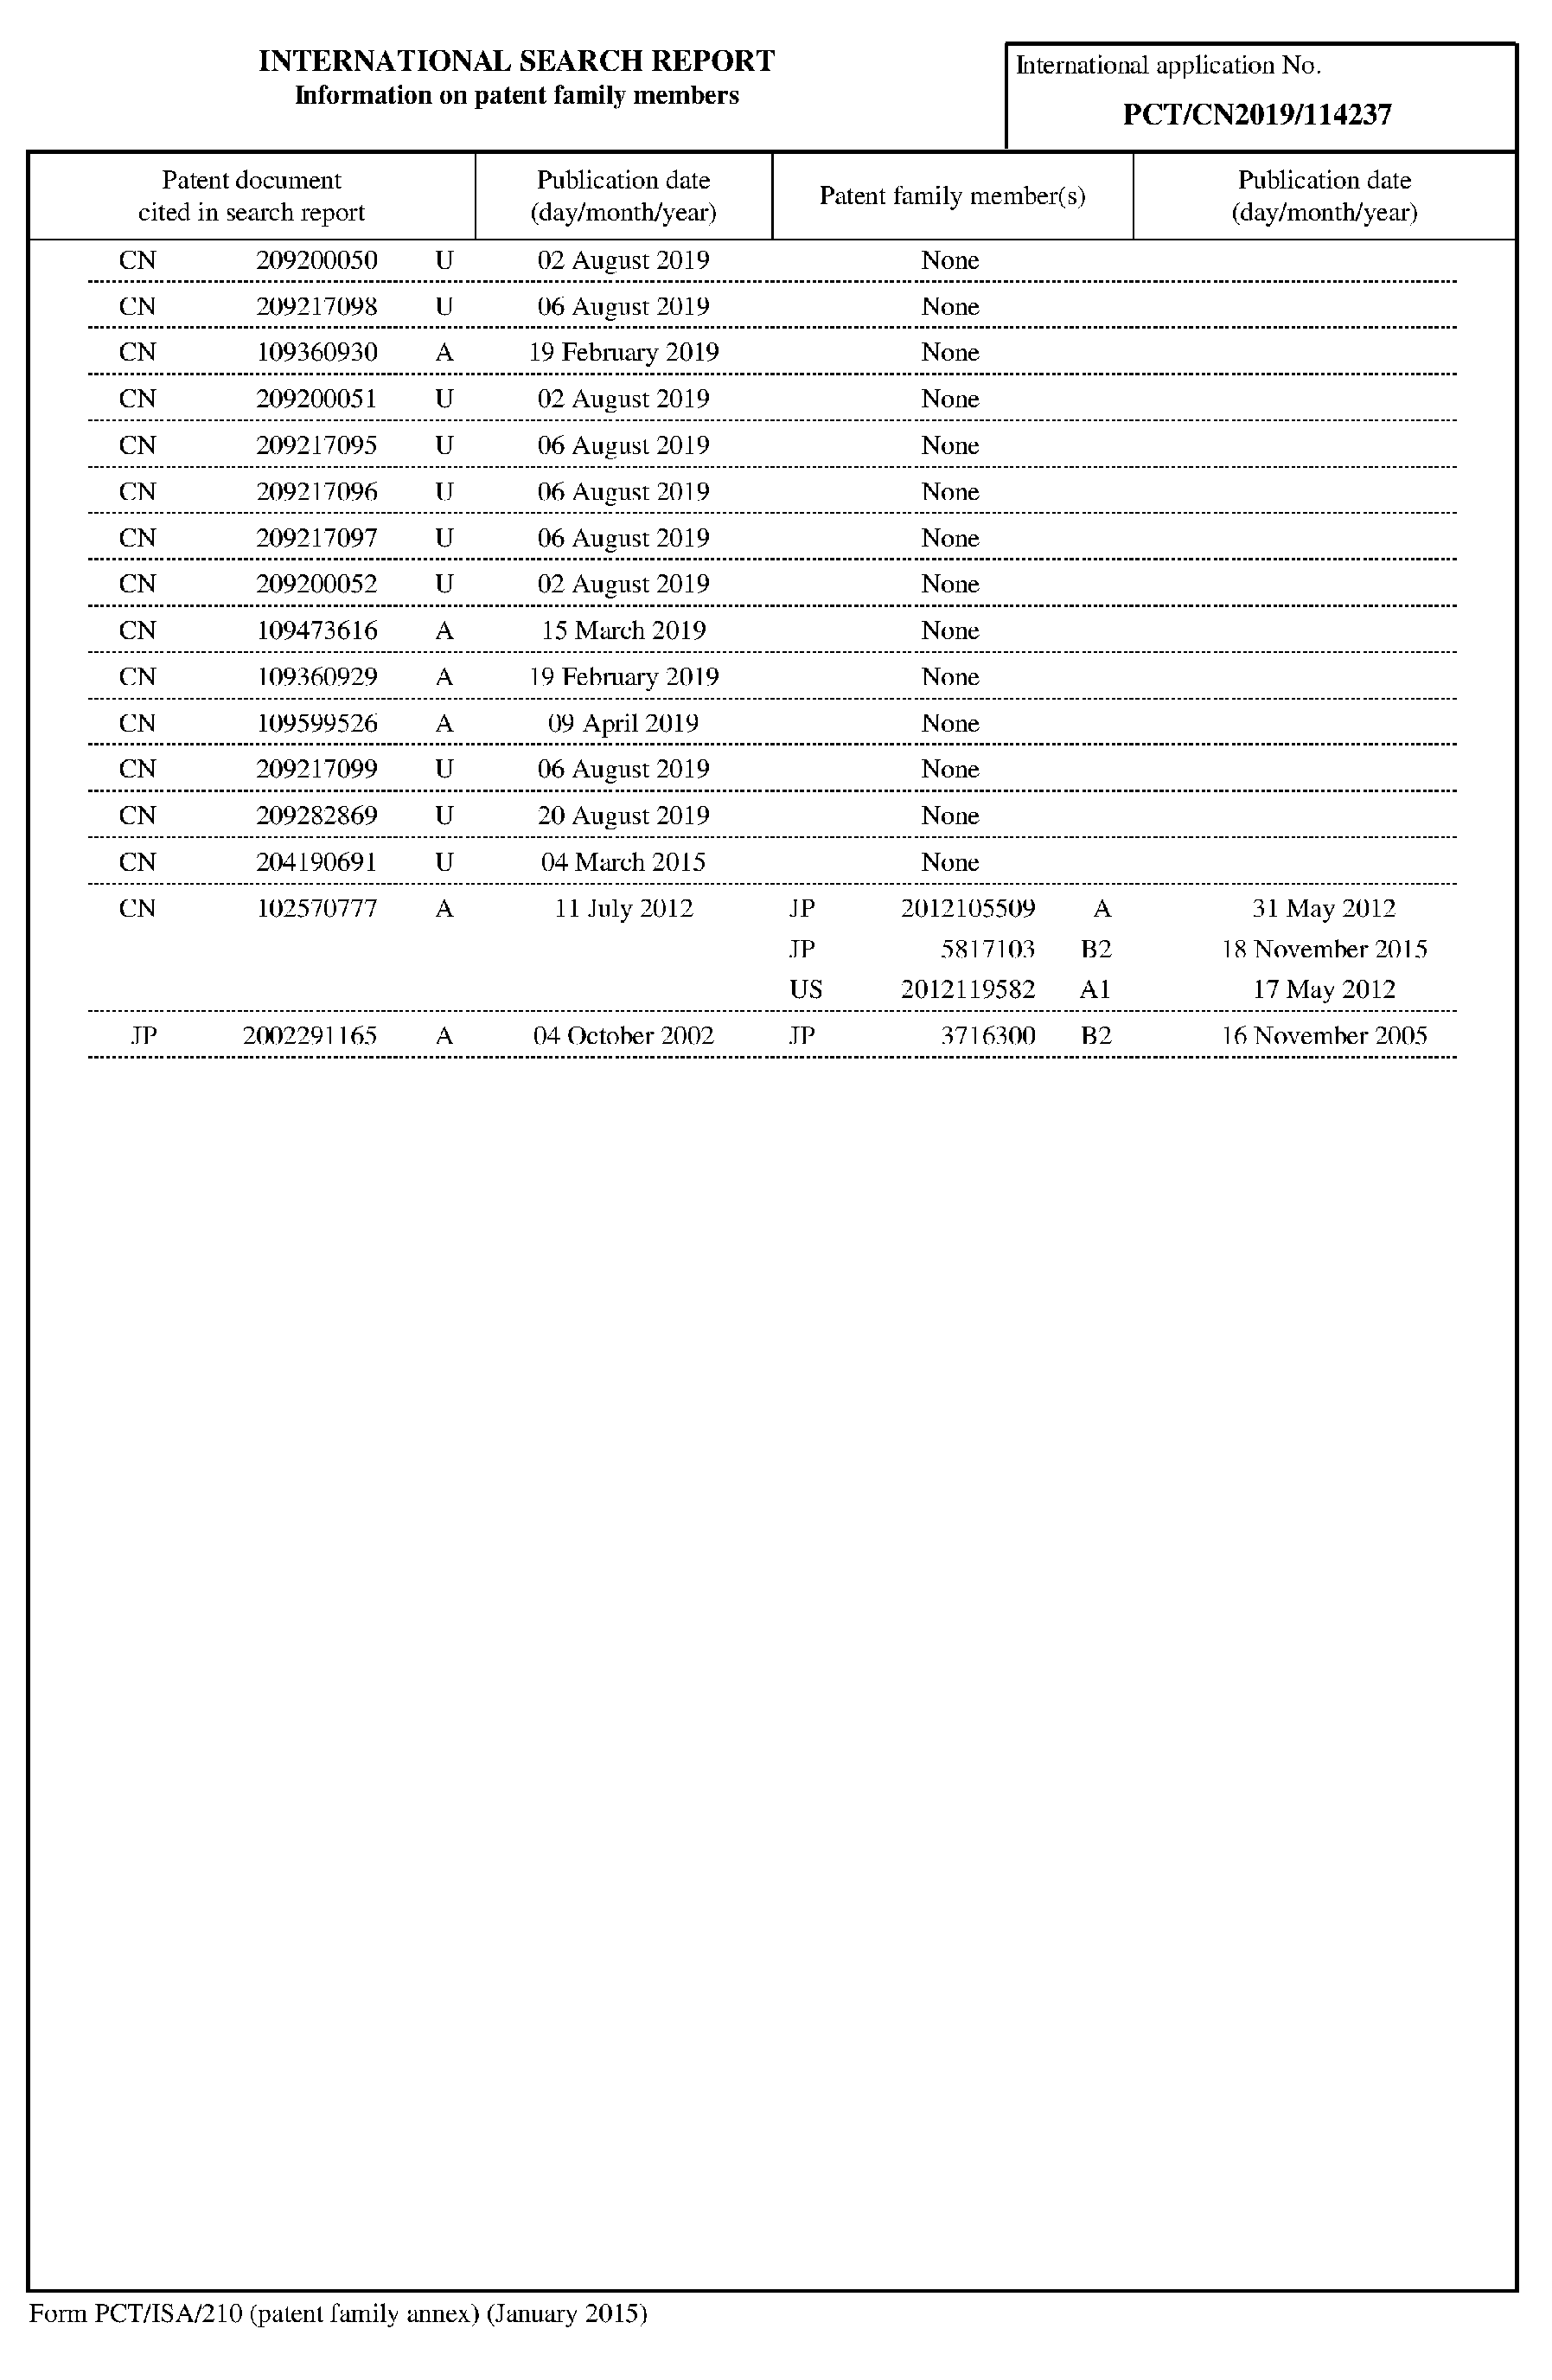 INTERNATIONAL SEARCH REPORT
Information on patent family members
International application No.
PCT/CN2019/114237
Patent document
cited in search report
Publication date
(day/month/year)
Patent family member(s)
Publication date
(day/month/year)
CN 209200050 U 02 August 2019 None
CN 209217098 U 06 August 2019 None
CN 109360930 A 19 February 2019 None
CN 209200051 U 02 August 2019 None
CN 209217095 U 06 August 2019 None
CN 209217096 U 06 August 2019 None
CN 209217097 U 06 August 2019 None
CN 209200052 U 02 August 2019 None
CN 109473616 A 15 March 2019 None
CN 109360929 A 19 February 2019 None
CN 109599526 A 09 April 2019 None
CN 209217099 U 06 August 2019 None
CN 209282869 U 20 August 2019 None
CN 204190691 U 04 March 2015 None
CN 102570777 A 11 July 2012 JP 2012105509 A 31 May 2012
JP 5817103 B2 18 November 2015
US 2012119582 A1 17 May 2012
JP 2002291165 A 04 October 2002 JP 3716300 B2 16 November 2005
Form PCT/ISA/210 (patent family annex) (January 2015)